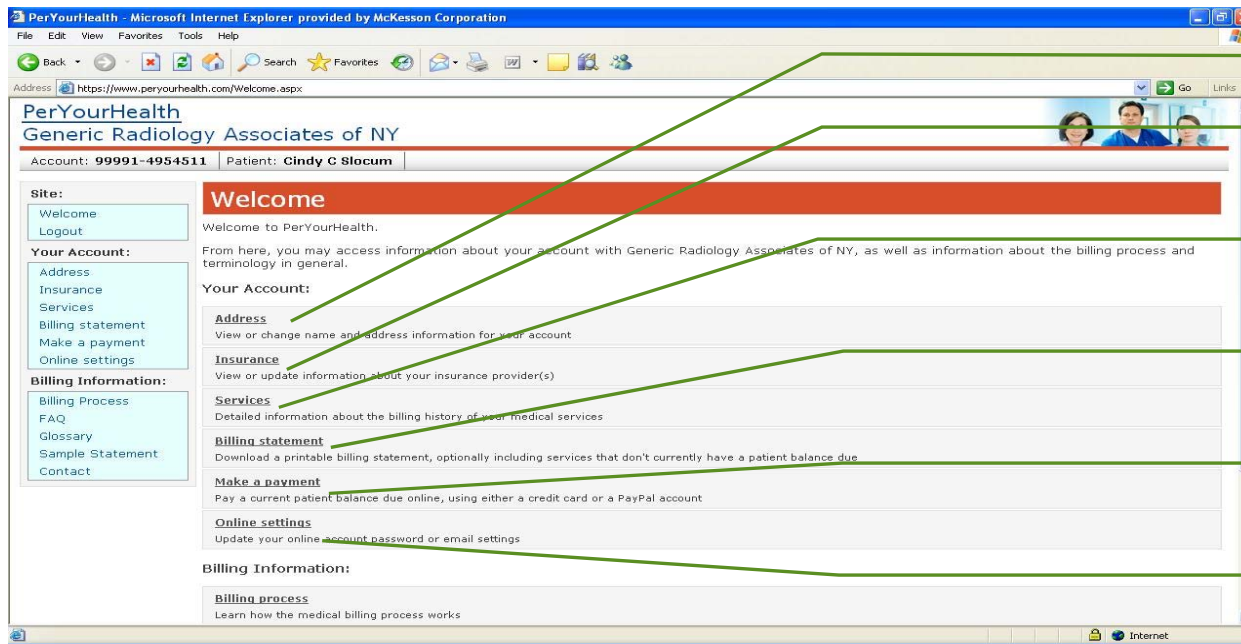 PerYourHealth - Microsoft Internet Explorer provided by McKesson Corporation
File Edit View Favorites Tools Help
Back Search Favorites
Address https://www.peryourhealth.com/Welcome.aspx Go Links
PerYourHealth
Generic Radiology Associates of NY
Account: 99991-4954511 Patient: Cindy C Slocum
Site:
Welcome
Logout
Your Account:
Address
Insurance
Services
Billing statement
Make a payment
Online settings
Billing Information:
Billing Process
FAQ
Glossary
Sample Statement
Contact
Welcome
Welcome to PerYourHealth.
From here, you may access information about your account with Generic Radiology Associates of NY, as well as information about the billing process and
terminology in general.
Your Account:
Address
View or change name and address information for your account
Insurance
View or update information about your insurance provider(s)
Services
Detailed information about the billing history of your medical services
Billing statement
Download a printable billing statement, optionally including services that don't currently have a patient balance due
Make a payment
Pay a current patient balance due online, using either a credit card or a PayPal account
Online settings
Update your online account password or email settings
Billing Information:
Billing process
Learn how the medical billing process works
Internet